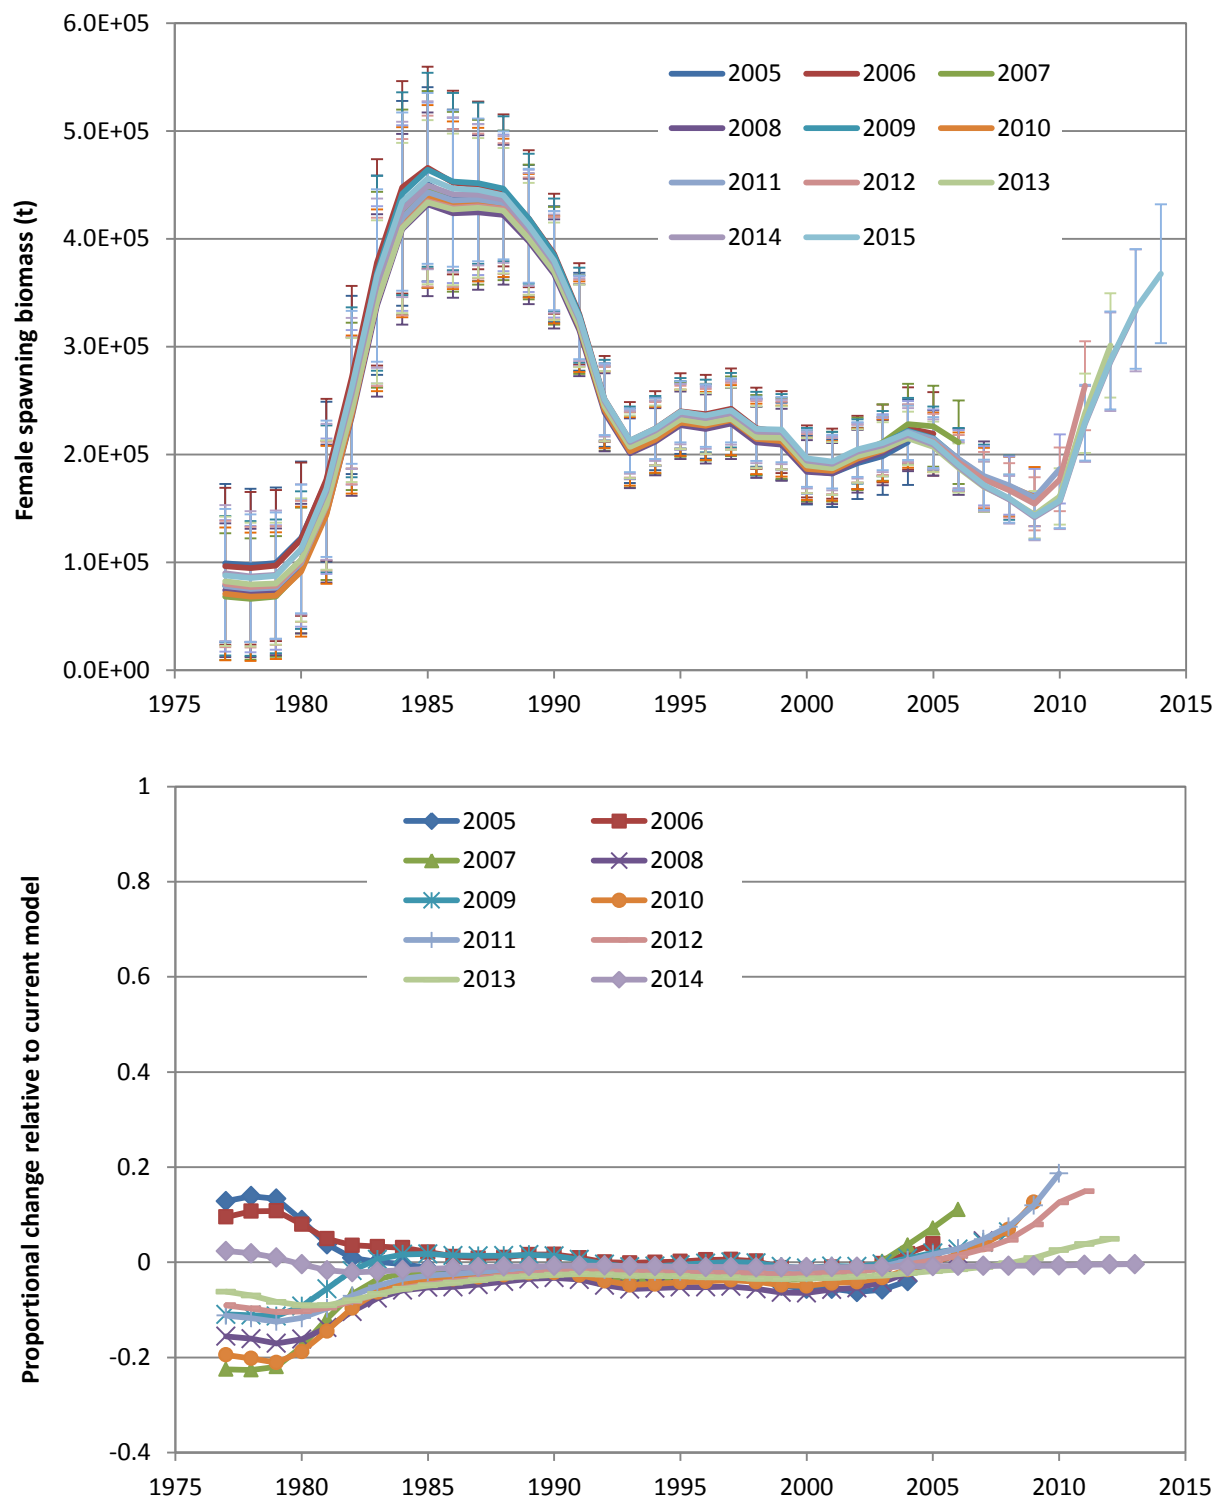 Female spawning biomass (t)
6.0E+05
5.0E+05
4.0E+05
3.0E+05
2.0E+05
1.0E+05
0.0E+00
2005 2006 2007
2008 2009 2010
2011 2012 2013
2014 2015
1975 1980 1985 1990 1995 2000 2005 2010 2015
Proportional change relative to current model
1
0.8
0.6
0.4
0.2
0
-0.2
-0.4
2005 2006
2007 2008
2009 2010
2011 2012
2013 2014
1975 1980 1985 1990 1995 2000 2005 2010 2015